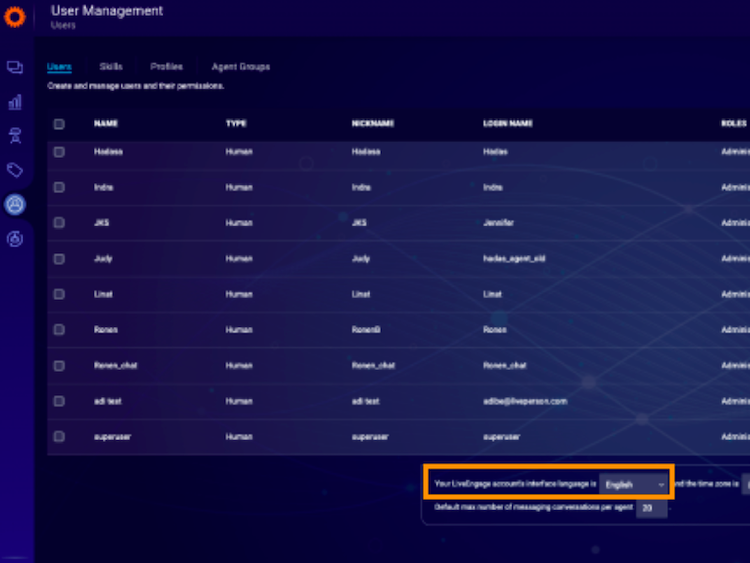 User Management
Users
Users Skills Profiles Agent Groups
Create and manage users and their permissions.
NAME TYPE NICKNAME LOGIN NAME ROLES
Hadasa Human Hadasa Hadas Admini
Indra Human Indra Indra Admini
JKS Human JKS Jennifer Admini
Judy Human Judy hadas_agent_old Admini
Linat Human Linat Linat Admini
Ronen Human RonenB Ronen Admini
Ronen_chat Human Ronen_chat Ronen_chat Admini
adi test Human adi test adibe@liveperson.com Admini
superuser Human superuser superuser Admini
Your LiveEngage account's interface language is English and the time zone is
Default max number of messaging conversations per agent 20